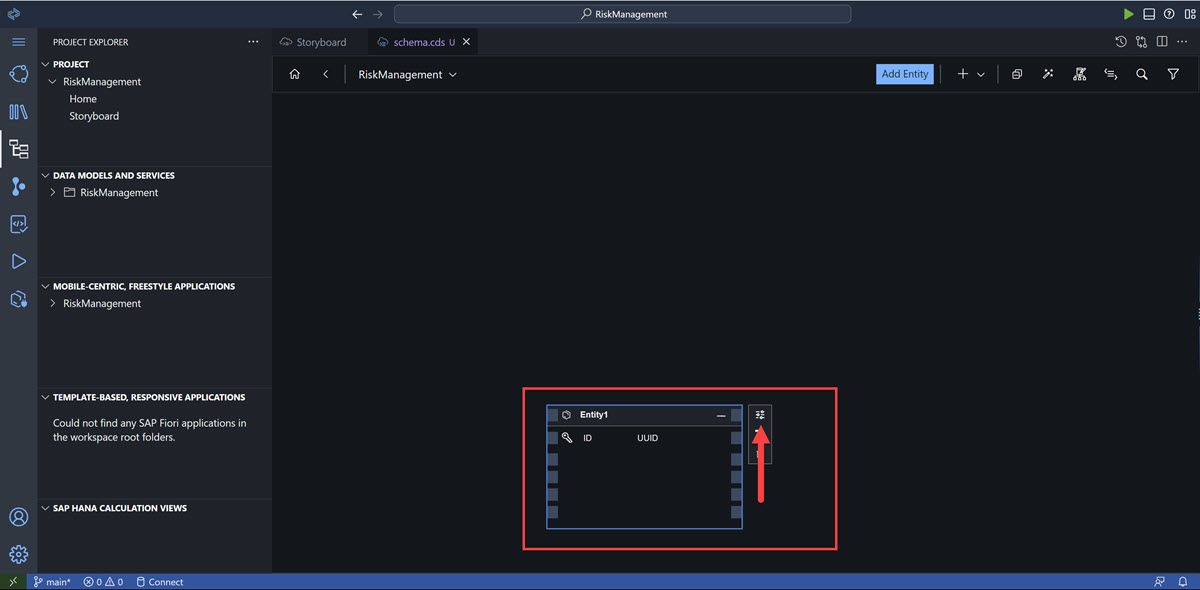 RiskManagement
PROJECT EXPLORER
Storyboard
schema.cds U
PROJECT
RiskManagement
Home
Storyboard
RiskManagement
Add Entity
DATA MODELS AND SERVICES
RiskManagement
MOBILE-CENTRIC, FREESTYLE APPLICATIONS
RiskManagement
TEMPLATE-BASED, RESPONSIVE APPLICATIONS
Could not find any SAP Fiori applications in
the workspace root folders.
SAP HANA CALCULATION VIEWS
Entity1
ID UUID
main* 0 0 Connect